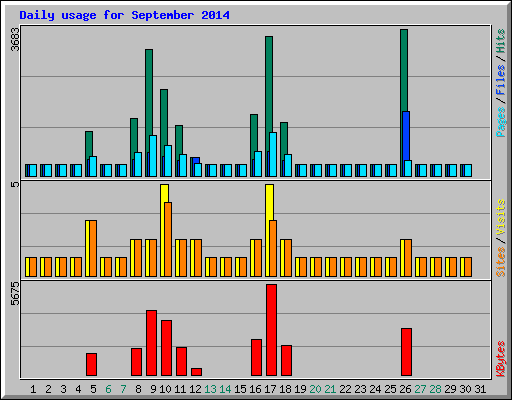 Daily usage for September 2014
3683
Pages / Files / Hits
5
Sites / Visits
5675
KBytes
1 2 3 4 5 6 7 8 9 10 11 12 13 14 15 16 17 18 19 20 21 22 23 24 25 26 27 28 29 30 31